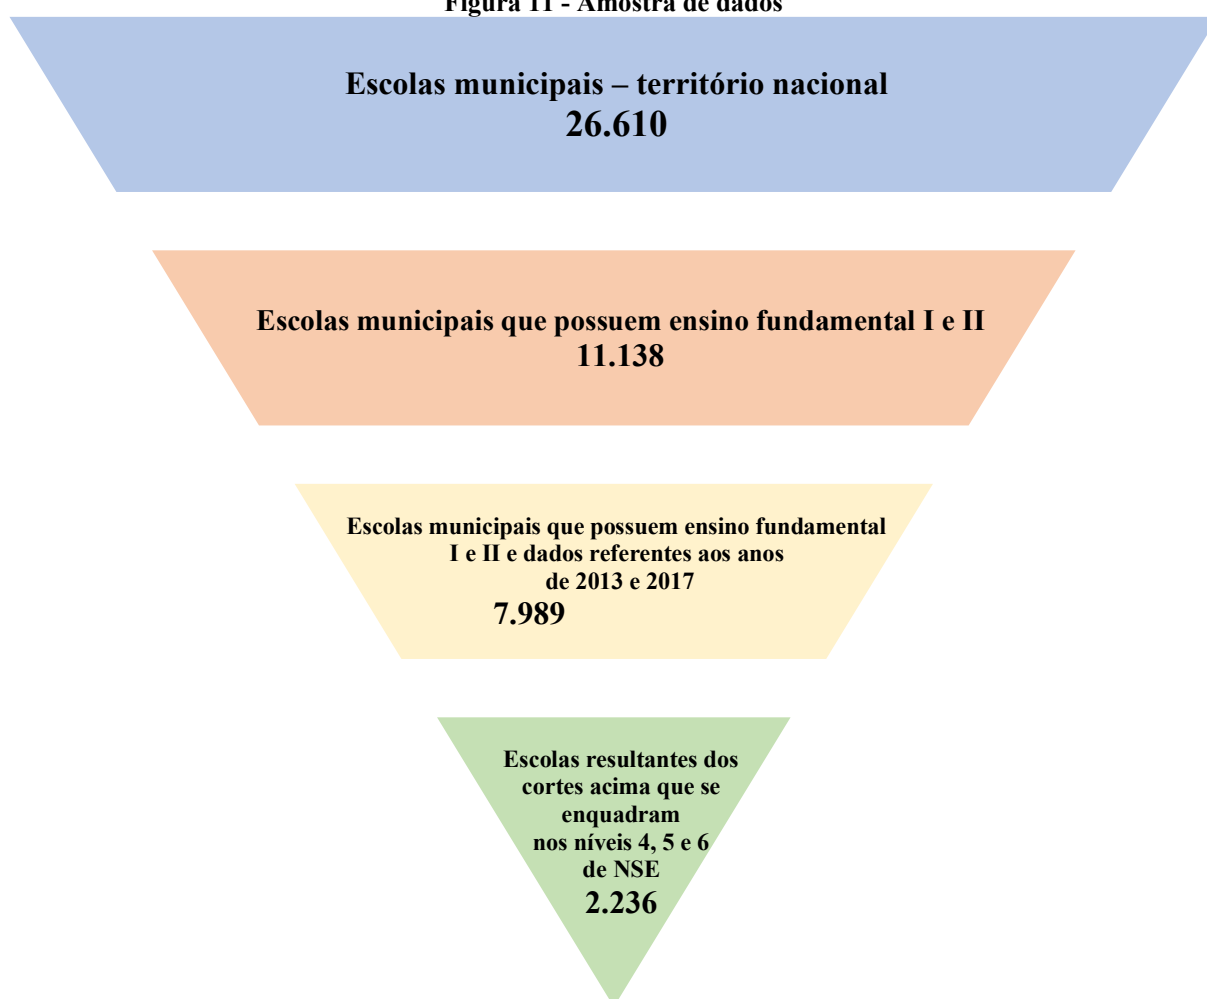 Figura 11 - Amostra de dados
Escolas municipais – território nacional
26.610
Escolas municipais que possuem ensino fundamental I e II
11.138
Escolas municipais que possuem ensino fundamental
I e II e dados referentes aos anos
de 2013 e 2017
7.989
Escolas resultantes dos
cortes acima que se
enquadram
nos níveis 4, 5 e 6
de NSE
2.236